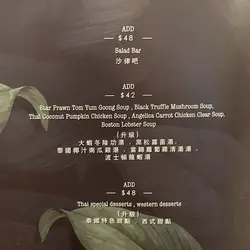 ADD
— $48 —
Salad Bar
沙律吧
ADD
— $42 —
Star Prawn Tom Yum Goong Soup , Black Truffle Mushroom Soup,
Thai Coconut Pumpkin Chicken Soup , Angelica Carrot Chicken Clear Soup,
Boston Lobster Soup
(升級)
大蝦冬陰功湯 , 黑松露菌湯 ,
泰國椰汁南瓜雞湯 , 當歸蘿蔔雞清湯 ,
波士頓龍蝦湯
ADD
— $48 —
Thai special desserts , western desserts
(升級)
泰國特色甜點 , 西式甜點